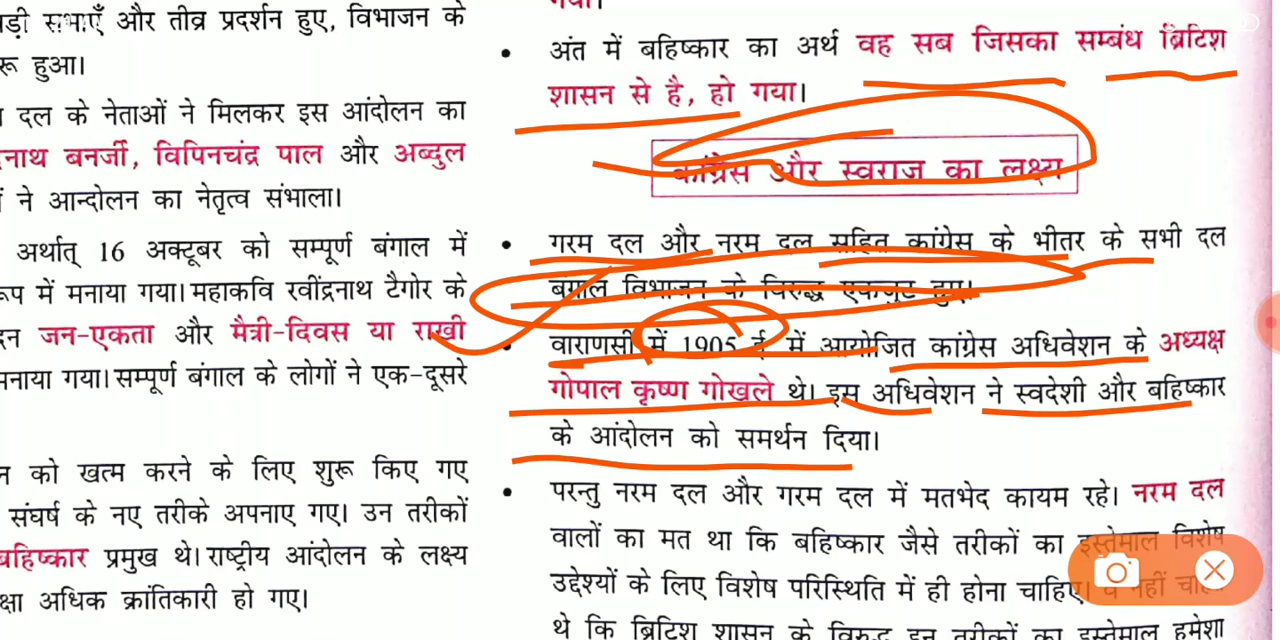 ड़ी सभाएँ और तीव्र प्रदर्शन हुए, विभाजन के
रू हुआ।
दल के नेताओं ने मिलकर इस आंदोलन का
नाथ बनर्जी, विपिनचंद्र पाल और अब्दुल
ने आन्दोलन का नेतृत्व संभाला।
अर्थात् 16 अक्टूबर को सम्पूर्ण बंगाल में
रूप में मनाया गया। महाकवि रवींद्रनाथ टैगोर के
जन-एकता और मैत्री-दिवस या राखी
मनाया गया। सम्पूर्ण बंगाल के लोगों ने एक-दूसरे
को खत्म करने के लिए शुरू किए गए
संघर्ष के नए तरीके अपनाए गए। उन तरीकों
बहिष्कार प्रमुख थे। राष्ट्रीय आंदोलन के लक्ष्य
क्षा अधिक क्रांतिकारी हो गए।
• अंत में बहिष्कार का अर्थ वह सब जिसका सम्बंध ब्रिटिश
शासन से है, हो गया।
कांग्रेस और स्वराज का लक्ष्य
• गरम दल और नरम दल सहित कांग्रेस के भीतर के सभी दल
बंगाल विभाजन के विरुद्ध एकजुट हुए।
• वाराणसी में 1905 ई में आयोजित कांग्रेस अधिवेशन के अध्यक्ष
गोपाल कृष्ण गोखले थे। इस अधिवेशन ने स्वदेशी और बहिष्कार
के आंदोलन को समर्थन दिया।
• परन्तु नरम दल और गरम दल में मतभेद कायम रहे। नरम दल
वालों का मत था कि बहिष्कार जैसे तरीकों का इस्तेमाल विशेष
उद्देश्यों के लिए विशेष परिस्थिति में ही होना चाहिए। वे नहीं
थे कि ब्रिटिश शासन के विरुद्ध इन तरीकों का इस्तेमाल हमेशा